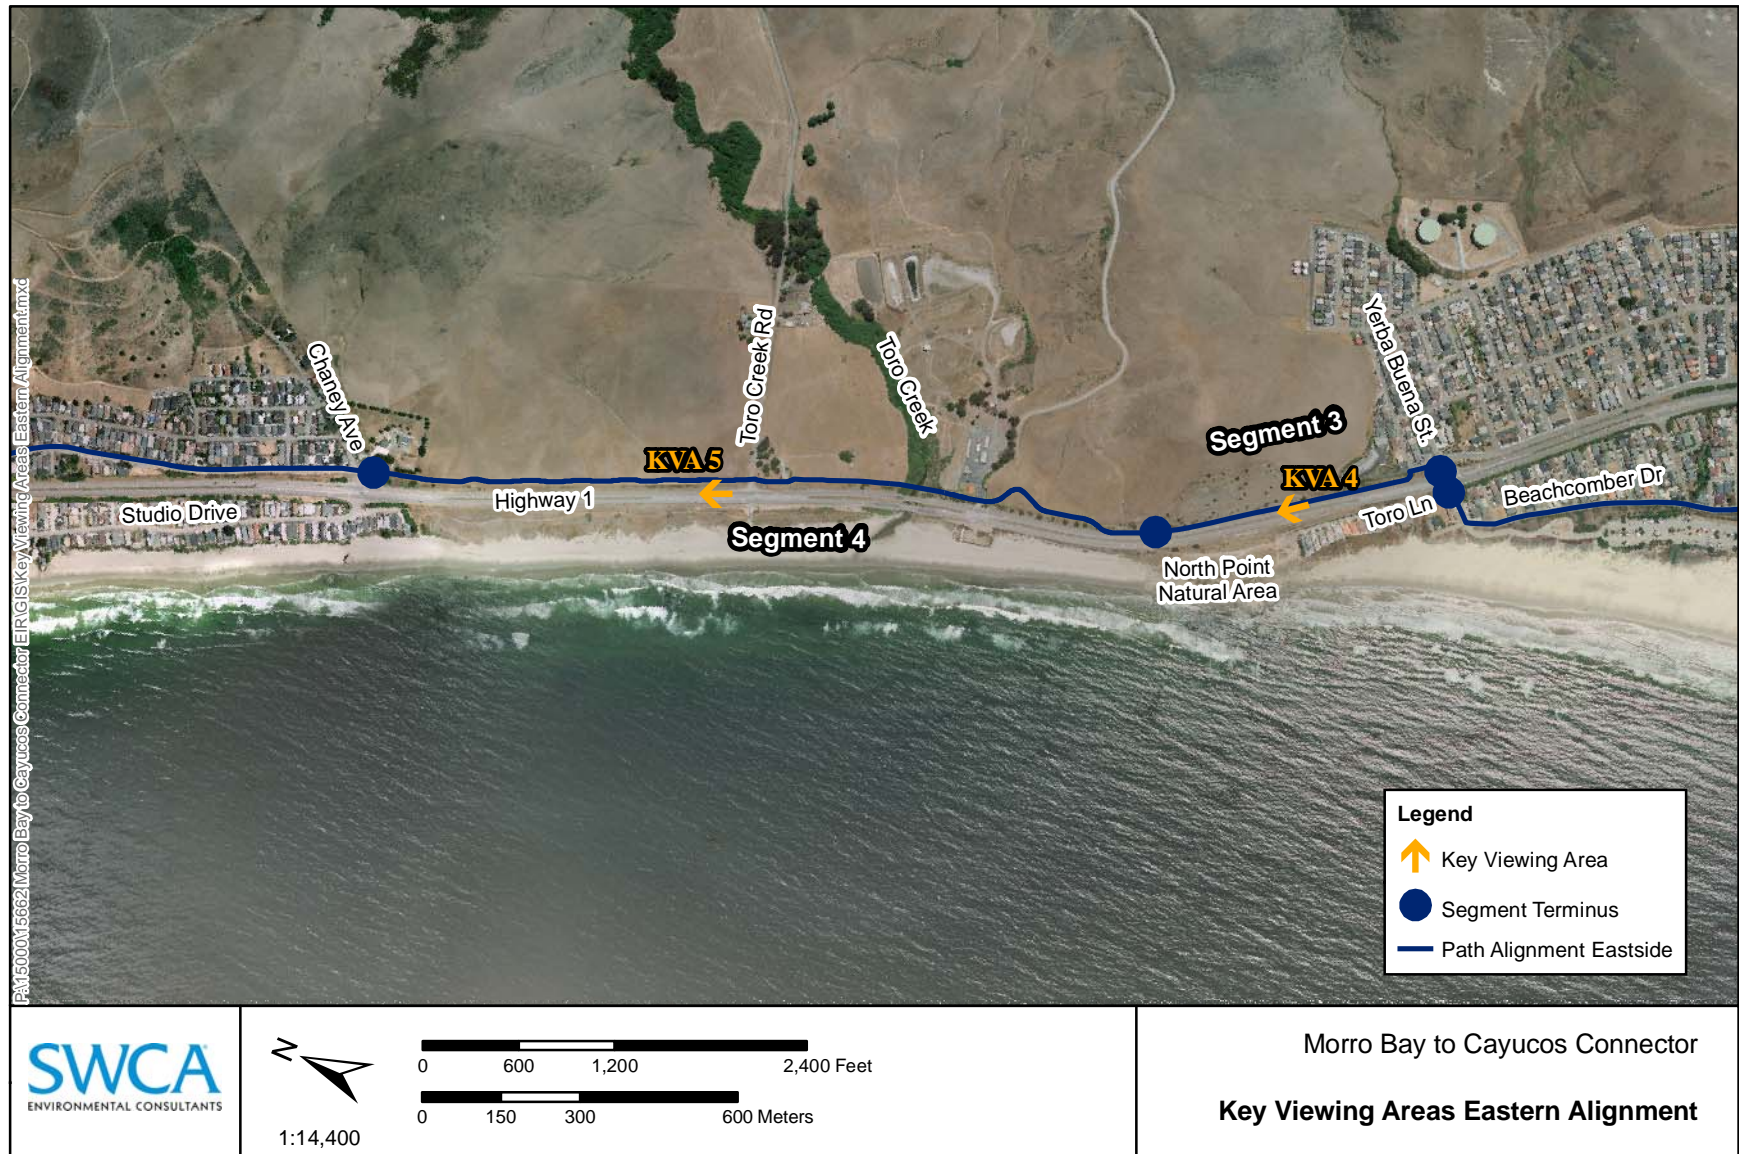 P:\15000\15662 Morro Bay to Cayucos Connector EIR\GIS\Key Viewing Areas Eastern Alignment.mxd
Chaney Ave
Toro Creek Rd
Toro Creek
Yerba Buena St.
Segment 3
KVA 5
KVA 4
Studio Drive
Highway 1
Segment 4
Toro Ln
Beachcomber Dr
North Point
Natural Area
Legend
Key Viewing Area
Segment Terminus
Path Alignment Eastside
SWCA
ENVIRONMENTAL CONSULTANTS
N
1:14,400
0 600 1,200 2,400 Feet
0 150 300 600 Meters
Morro Bay to Cayucos Connector
Key Viewing Areas Eastern Alignment